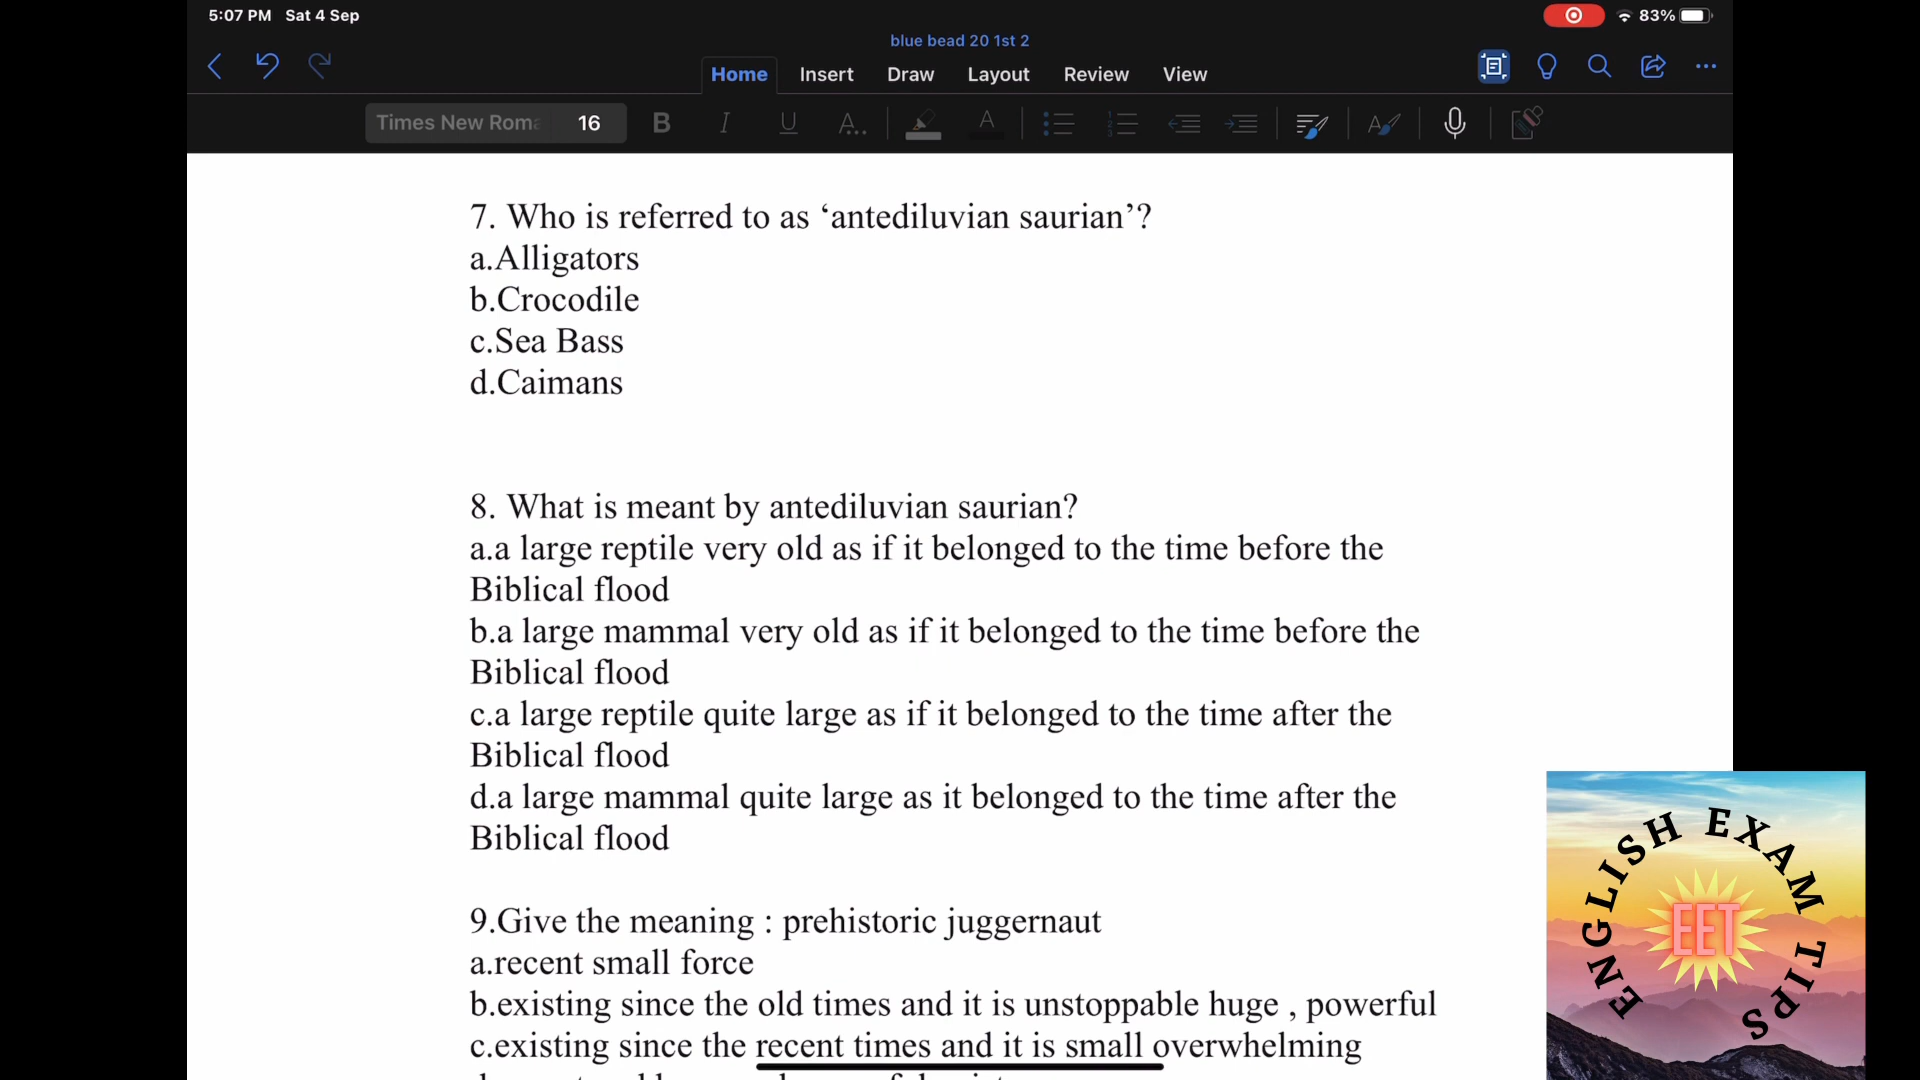 5:07 PM Sat 4 Sep
83%
blue bead 20 1st 2
Home Insert Draw Layout Review View
Times New Roma 16 B I U A... A A
7. Who is referred to as ‘antediluvian saurian’?
a.Alligators
b.Crocodile
c.Sea Bass
d.Caimans
8. What is meant by antediluvian saurian?
a.a large reptile very old as if it belonged to the time before the
Biblical flood
b.a large mammal very old as if it belonged to the time before the
Biblical flood
c.a large reptile quite large as if it belonged to the time after the
Biblical flood
d.a large mammal quite large as it belonged to the time after the
Biblical flood
9.Give the meaning : prehistoric juggernaut
a.recent small force
b.existing since the old times and it is unstoppable huge , powerful
c.existing since the recent times and it is small overwhelming
ENGLISH EXAM TIPS
EET